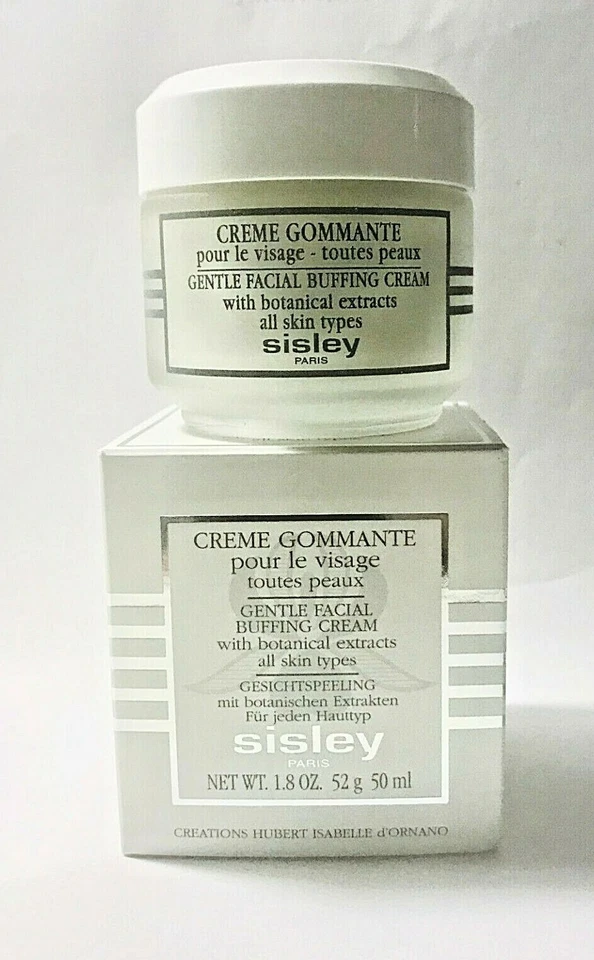 CREME GOMMANTE
pour le visage - toutes peaux
GENTLE FACIAL BUFFING CREAM
with botanical extracts
all skin types
sisley
PARIS
CREME GOMMANTE
pour le visage
toutes peaux
GENTLE FACIAL
BUFFING CREAM
with botanical extracts
all skin types
GESICHTSPEELING
mit botanischen Extrakten
Für jeden Hauttyp
sisley
PARIS
NET WT. 1.8 OZ. 52 g 50 ml
CREATIONS HUBERT ISABELLE d'ORNANO